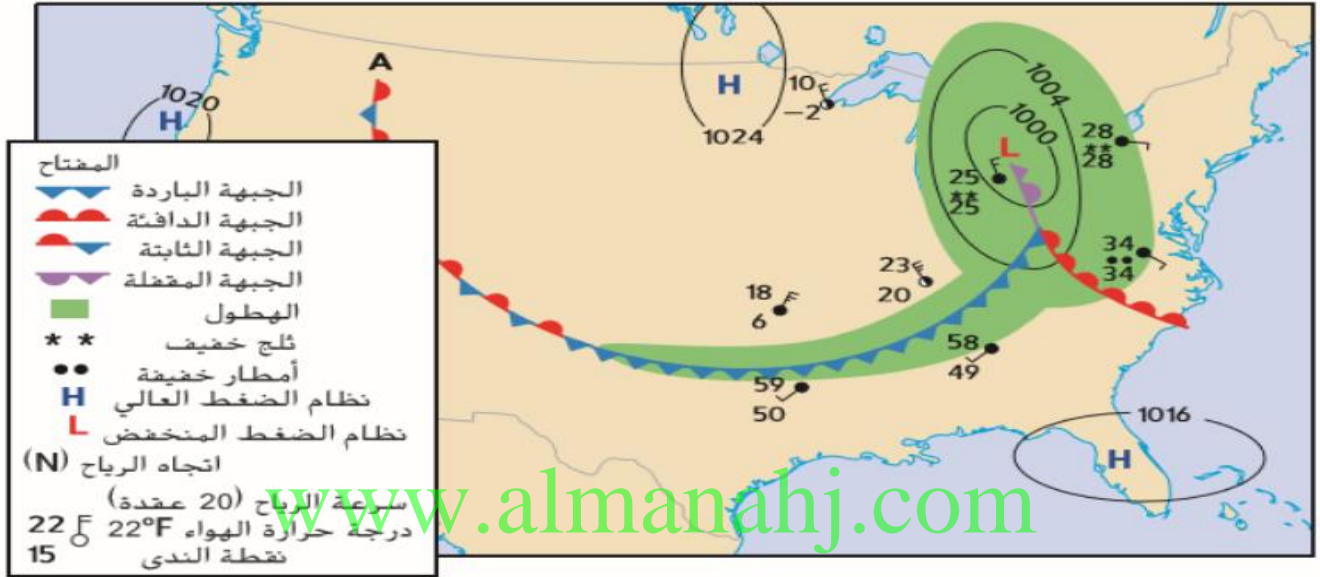 A
1020
H
H
1024
10
-2
1004
1000
L
28
**
28
25
**
25
34
••
34
23
20
18
6
58
49
59
50
1016
H
المفتاح
الجبهة الباردة
الجبهة الدافئة
الجبهة الثابتة
الجبهة المقفلة
الهطول
* * ثلج خفيف
•• أمطار خفيفة
H نظام الضغط العالي
L نظام الضغط المنخفض
اتجاه الرياح (N)
سرعة الرياح (20 عقدة)
22 درجة حرارة الهواء 22°F
15 نقطة الندى
www.almanahj.com